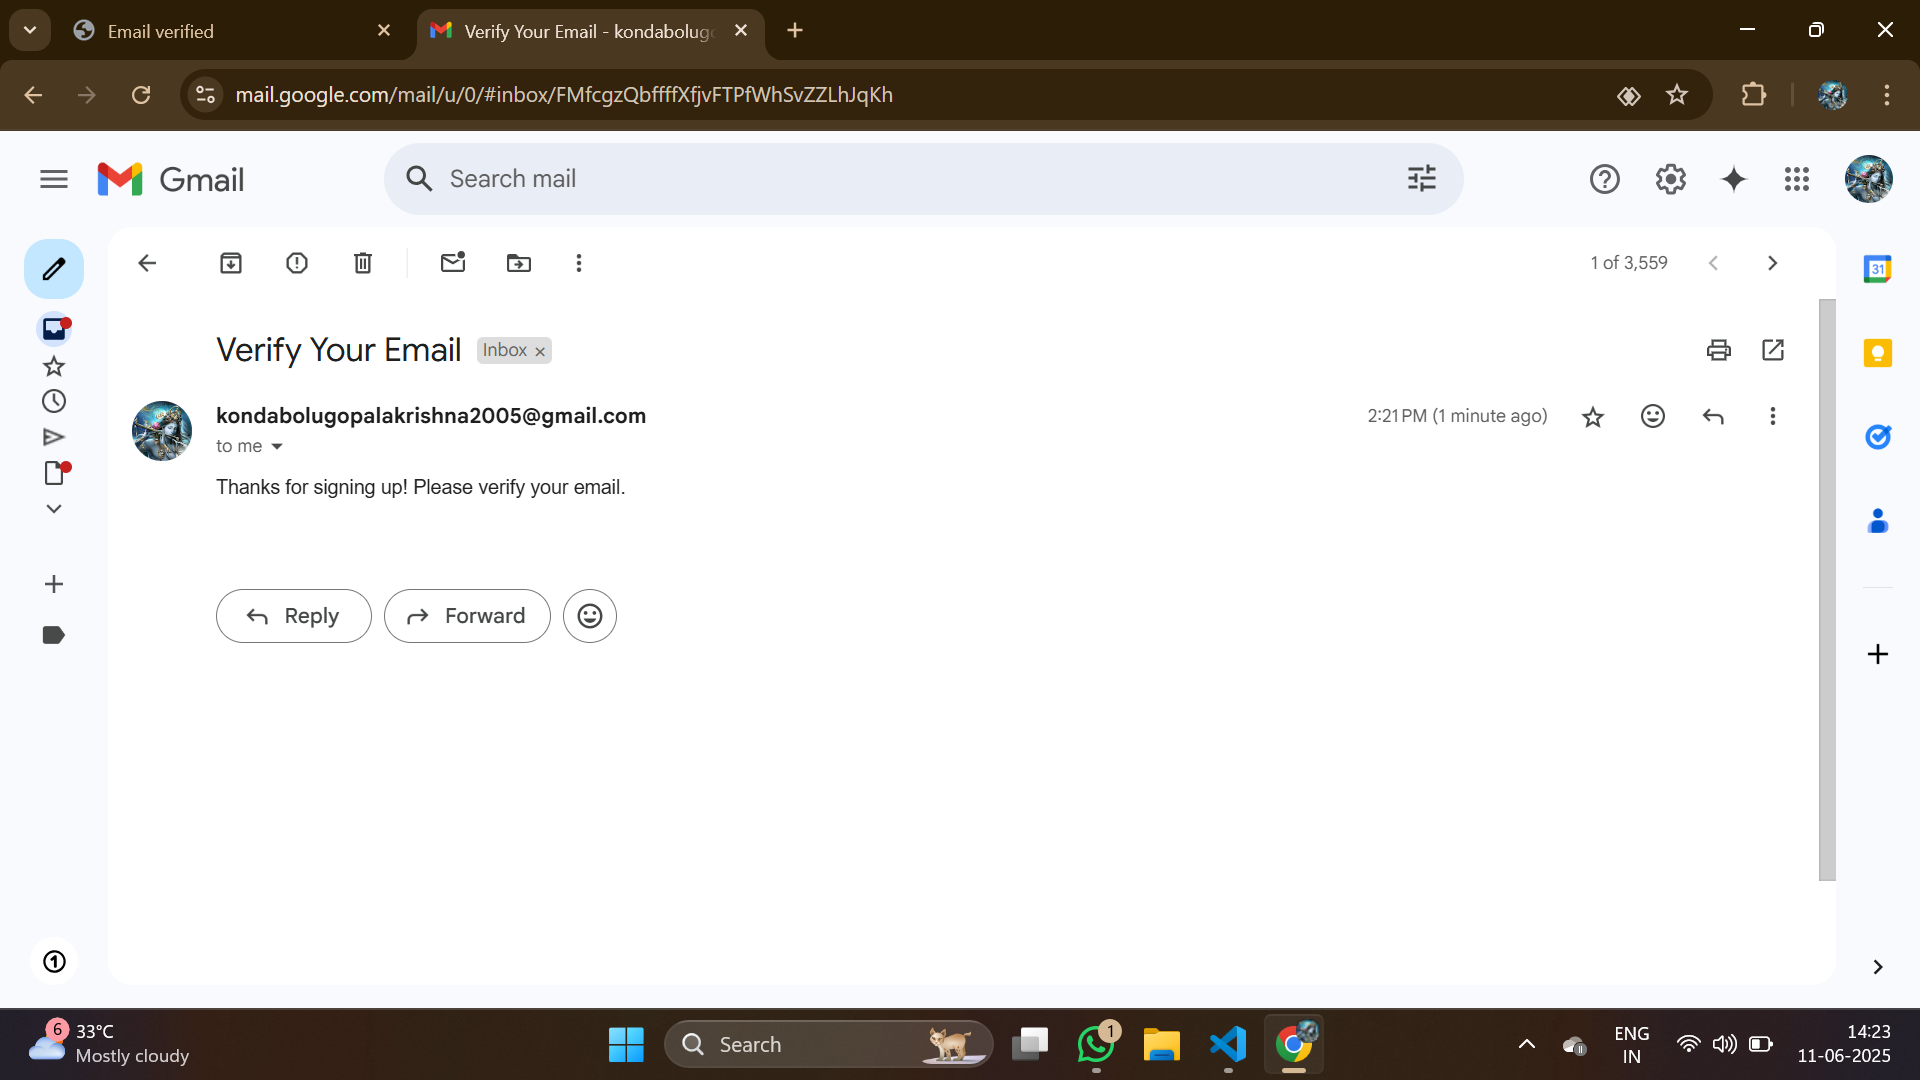 Email verified
Verify Your Email - kondabolugo
mail.google.com/mail/u/0/#inbox/FMfcgzQbffffXfjvFTPfWhSvZZLhJqKh
Gmail
Search mail
1 of 3,559
31
Verify Your Email
Inbox
kondabolugopalakrishna2005@gmail.com
2:21 PM (1 minute ago)
to me
Thanks for signing up! Please verify your email.
Reply
Forward
1
6
33°C
Mostly cloudy
Search
1
ENG
IN
14:23
11-06-2025